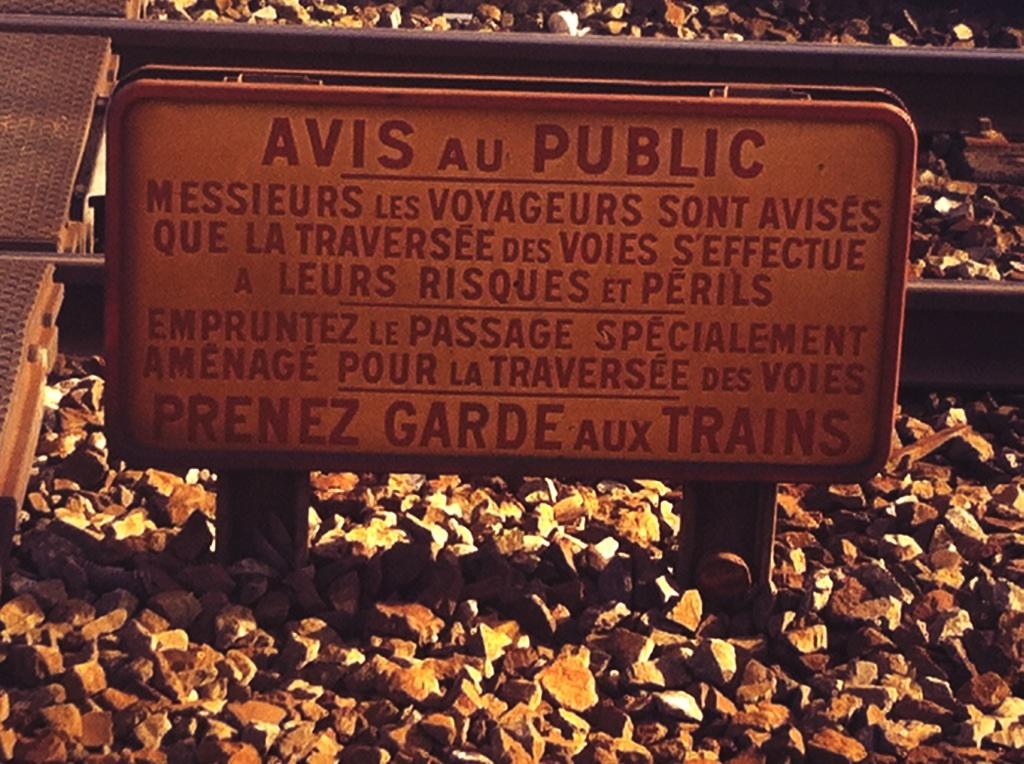 AVIS AU PUBLIC
MESSIEURS LES VOYAGEURS SONT AVISÉS
QUE LA TRAVERSÉE DES VOIES S'EFFECTUE
A LEURS RISQUES ET PÉRILS
EMPRUNTEZ LE PASSAGE SPÉCIALEMENT
AMÉNAGÉ POUR LA TRAVERSÉE DES VOIES
PRENEZ GARDE AUX TRAINS